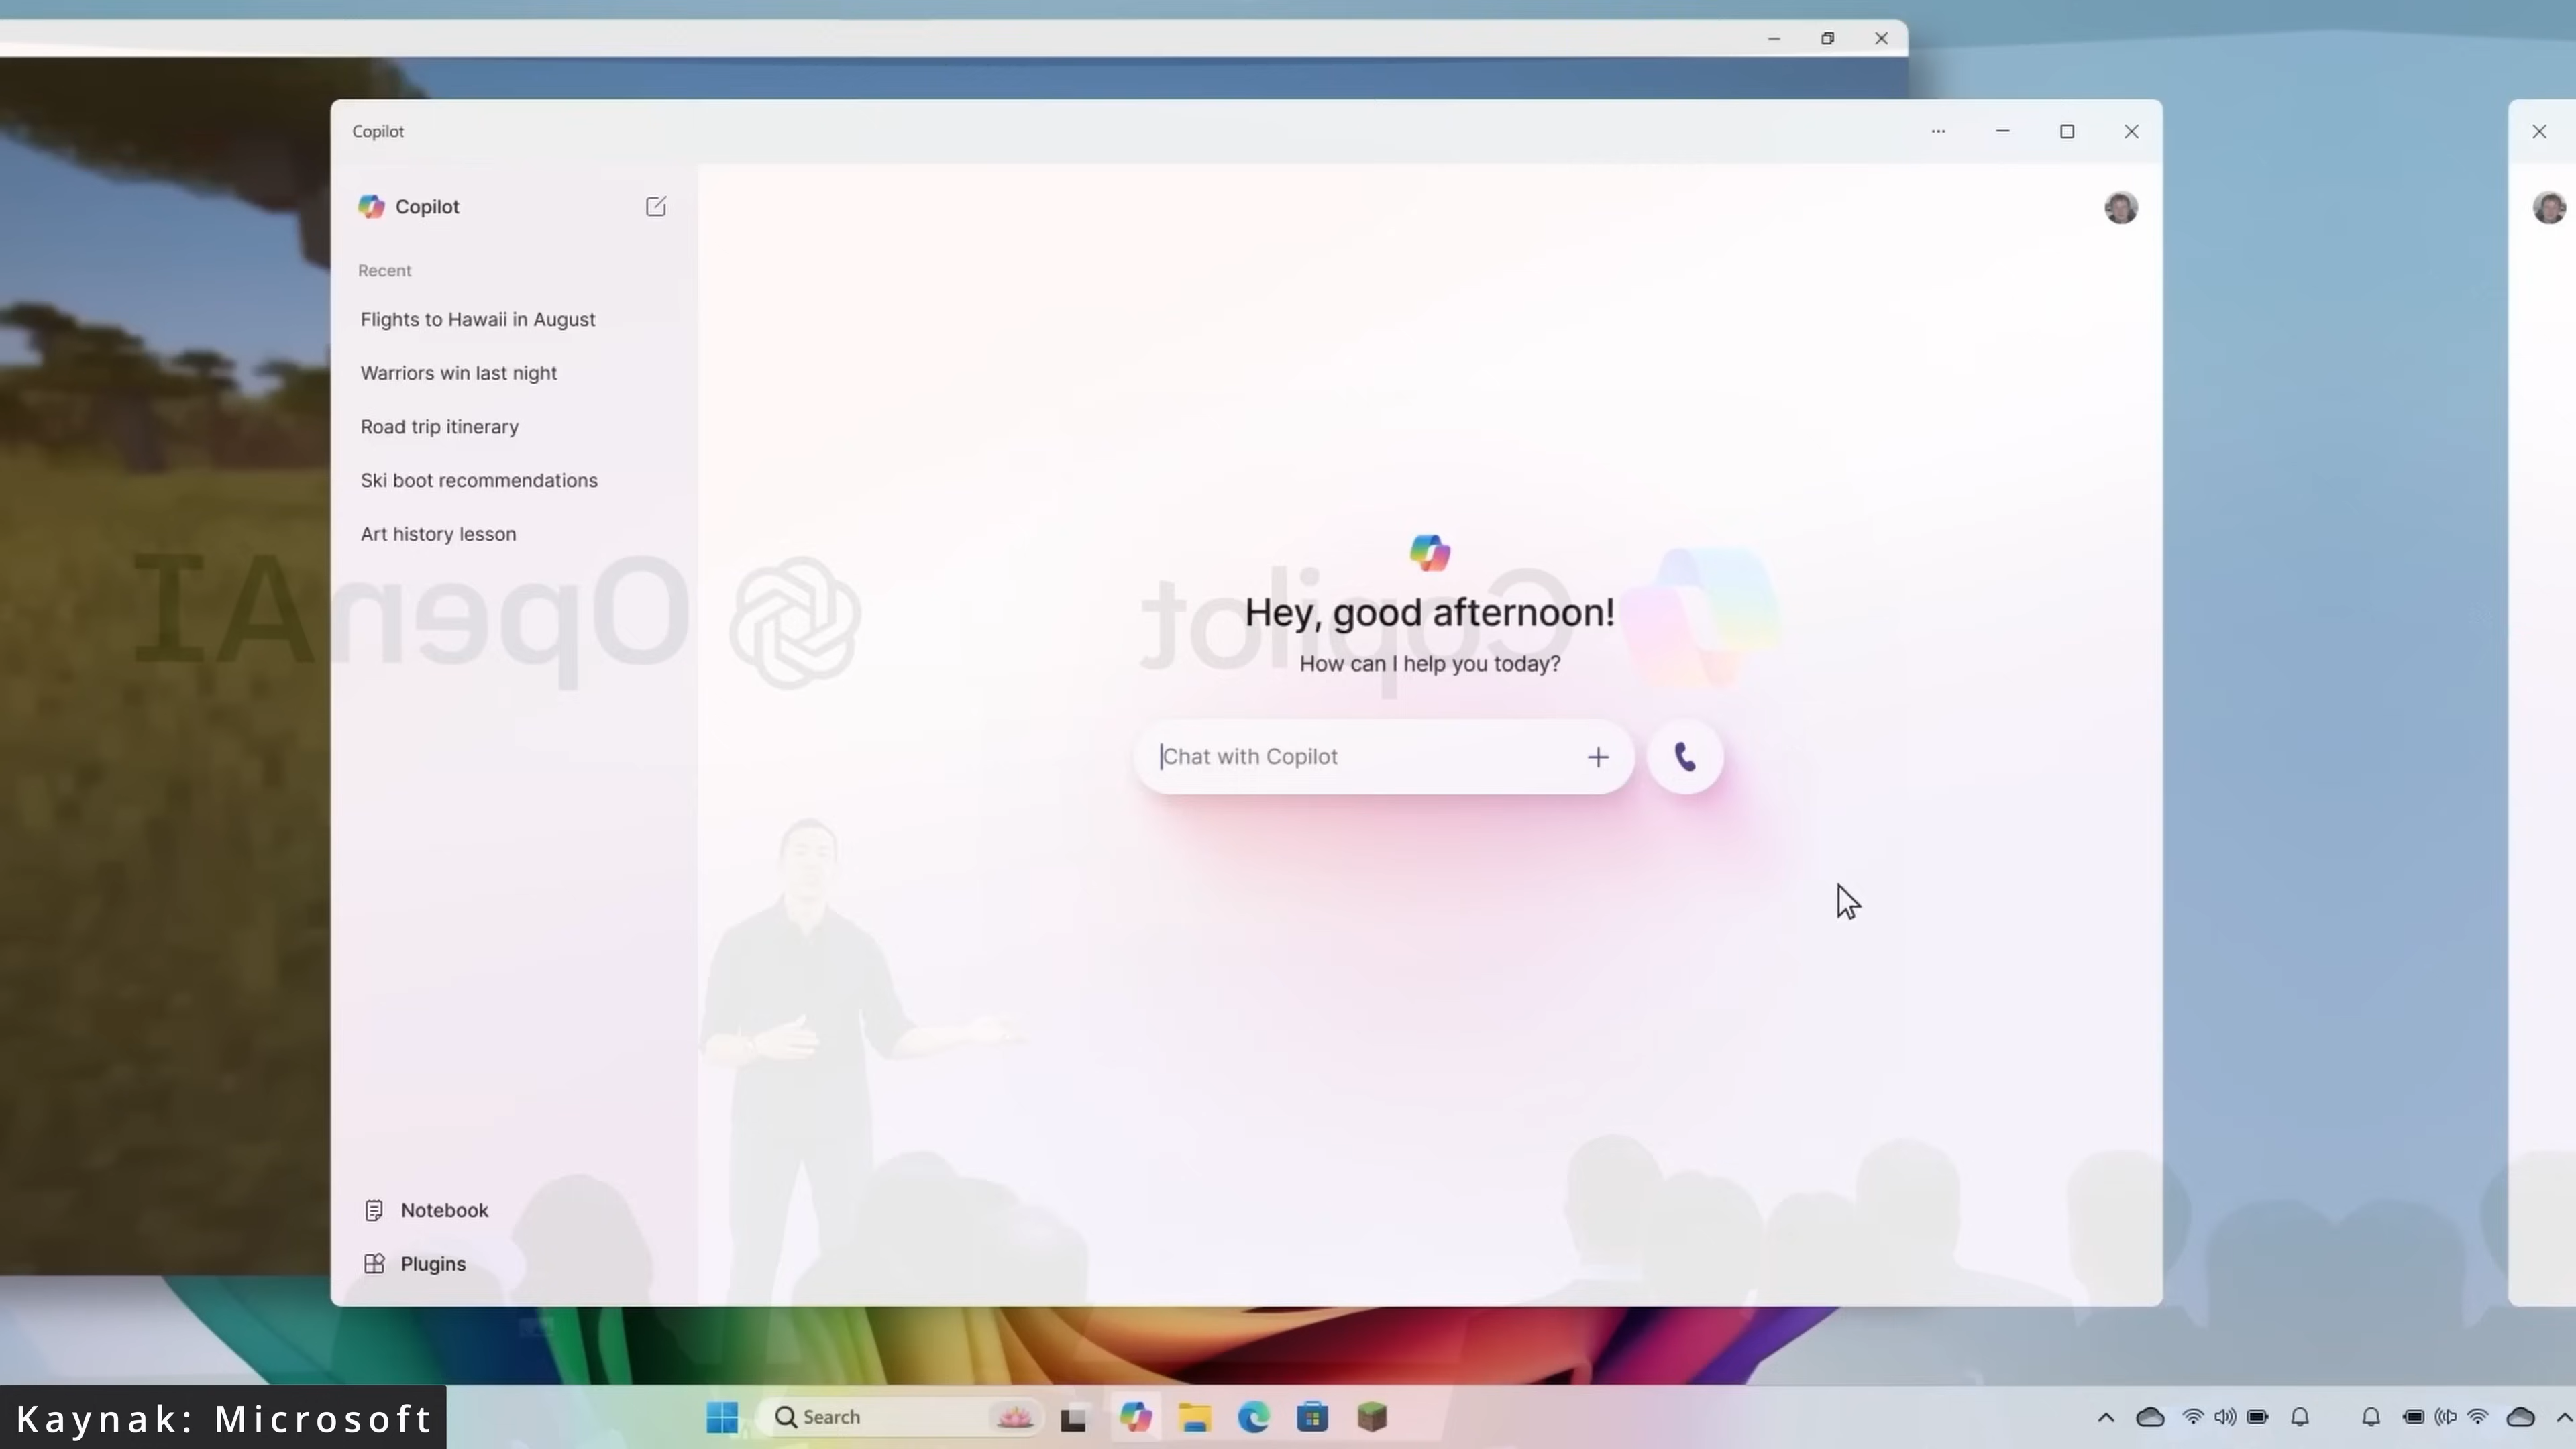 Copilot
Copilot
Recent
Flights to Hawaii in August
Warriors win last night
Road trip itinerary
Ski boot recommendations
Art history lesson
OpenAI
Copilot
Hey, good afternoon!
How can I help you today?
Chat with Copilot
Notebook
Plugins
Kaynak: Microsoft
Search